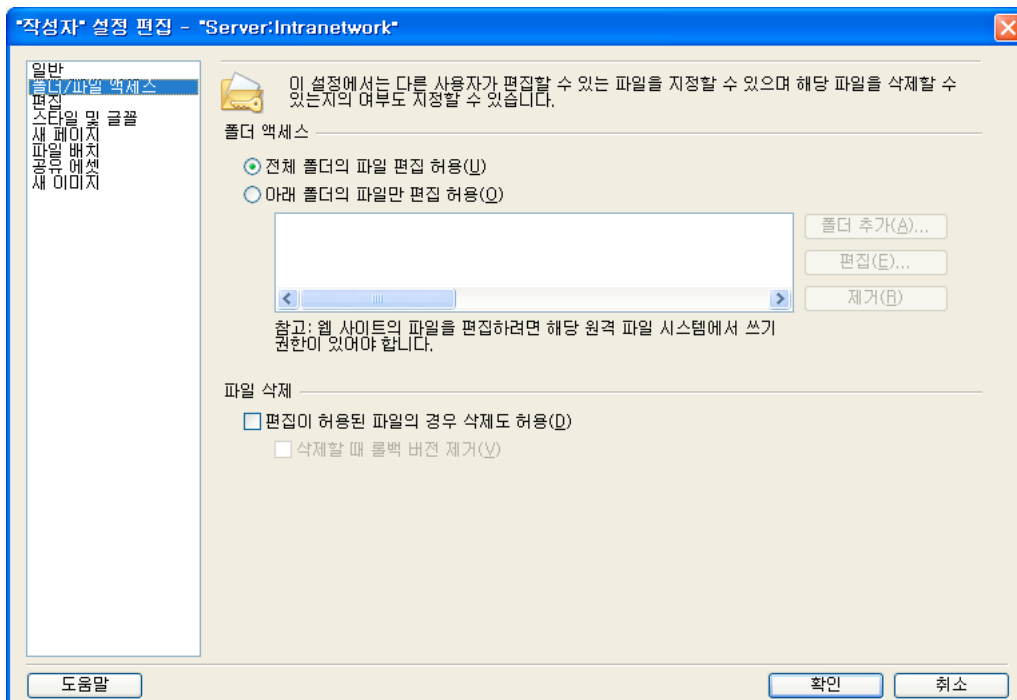 "작성자" 설정 편집 - "Server:Intranetwork"
일반
폴더/파일 액세스
편집
스타일 및 글꼴
새 페이지
파일 배치
공유 에셋
새 이미지
이 설정에서는 다른 사용자가 편집할 수 있는 파일을 지정할 수 있으며 해당 파일을 삭제할 수
있는지의 여부도 지정할 수 있습니다.
폴더 액세스
전체 폴더의 파일 편집 허용(U)
아래 폴더의 파일만 편집 허용(O)
폴더 추가(A)...
편집(E)...
제거(R)
참고: 웹 사이트의 파일을 편집하려면 해당 원격 파일 시스템에서 쓰기
권한이 있어야 합니다.
파일 삭제
편집이 허용된 파일의 경우 삭제도 허용(D)
삭제할 때 롤백 버전 제거(V)
도움말
확인
취소